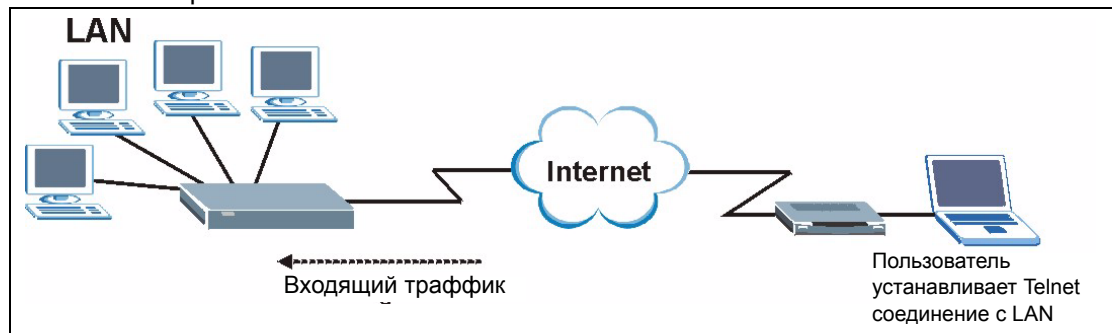 LAN
Internet
Входящий траффик
Пользователь
устанавливает Telnet
соединение с LAN